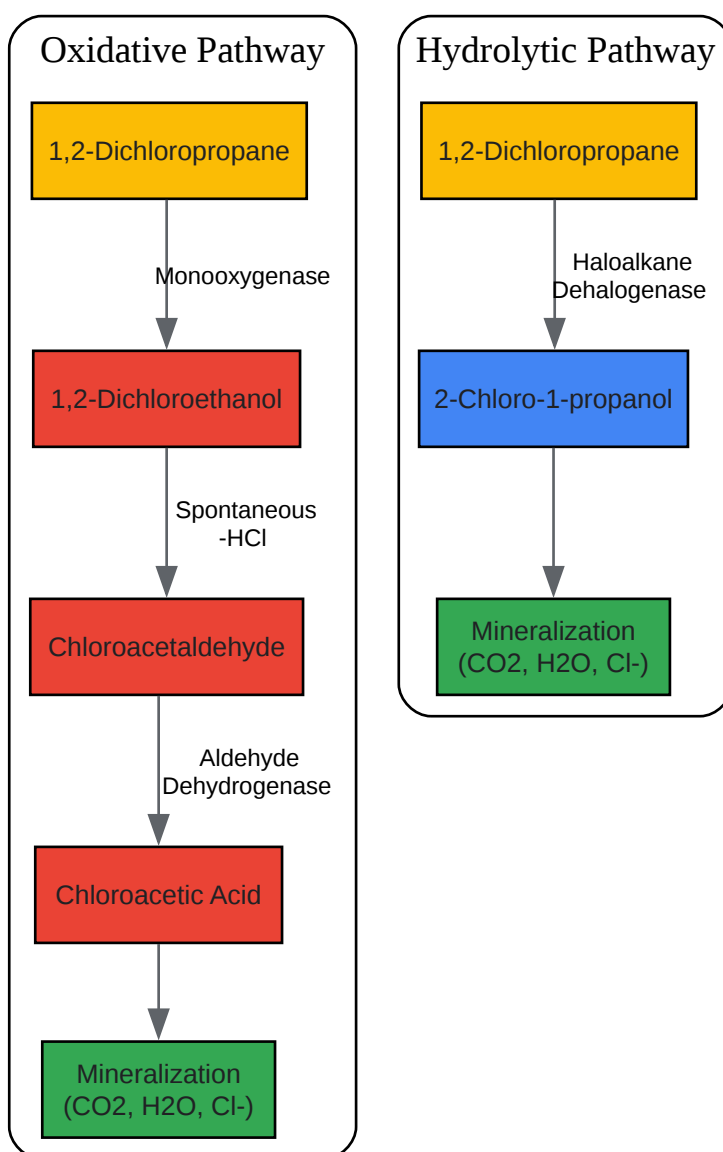 Oxidative Pathway
1,2-Dichloropropane
Monooxygenase
1,2-Dichloroethanol
Spontaneous
-HCl
Chloroacetaldehyde
Aldehyde
Dehydrogenase
Chloroacetic Acid
Mineralization
(CO2, H2O, Cl-)
Hydrolytic Pathway
1,2-Dichloropropane
Haloalkane
Dehalogenase
2-Chloro-1-propanol
Mineralization
(CO2, H2O, Cl-)